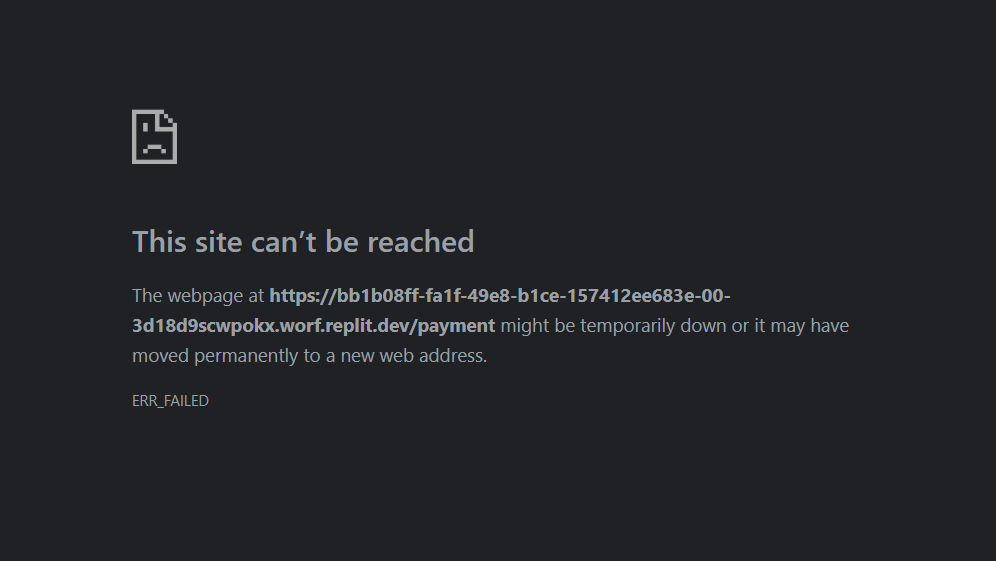 This site can’t be reached
The webpage at https://bb1b08ff-fa1f-49e8-b1ce-157412ee683e-00-
3d18d9scwpokx.worf.replit.dev/payment might be temporarily down or it may have
moved permanently to a new web address.
ERR_FAILED